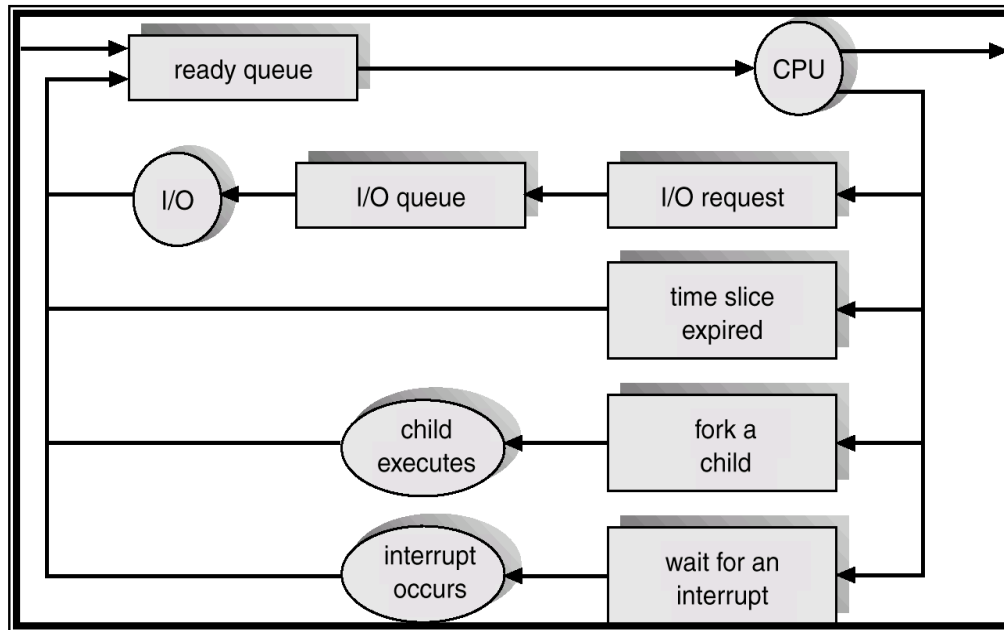 ready queue
CPU
I/O
I/O queue
I/O request
time slice
expired
child
executes
fork a
child
interrupt
occurs
wait for an
interrupt